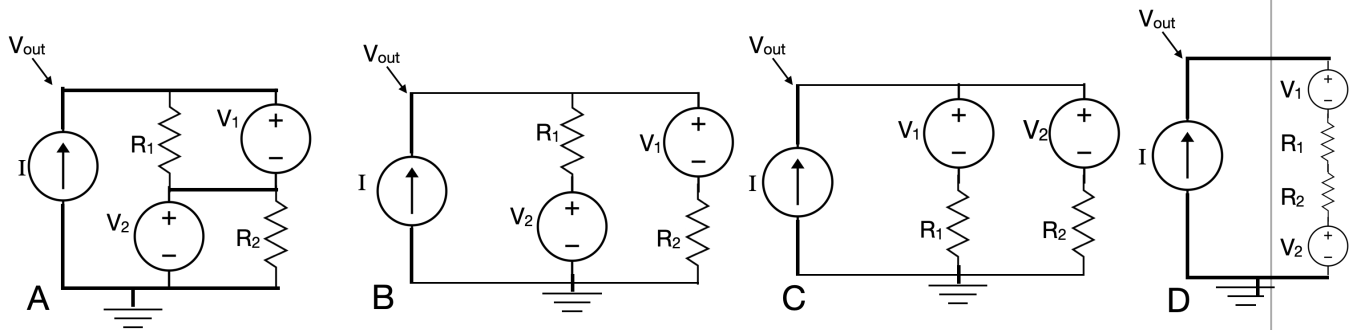 Vout
I
R1
V1
+
−
V2
+
−
R2
A
Vout
I
R1
V1
+
−
V2
+
−
R2
B
Vout
I
V1
+
−
V2
+
−
R1
R2
C
Vout
I
V1
+
−
R1
R2
V2
+
−
D